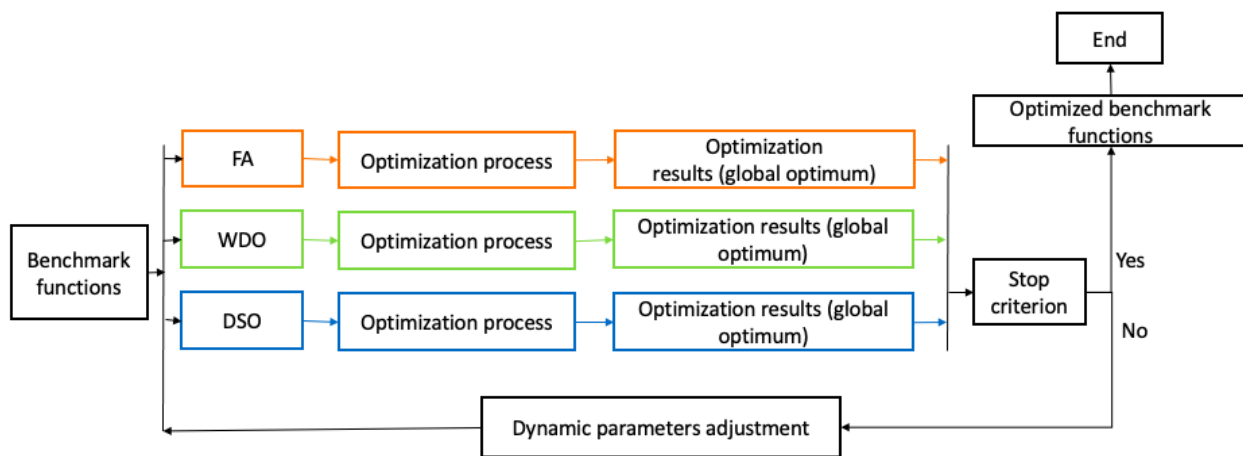 End
Optimized benchmark
functions
FA
Optimization process
Optimization
results (global optimum)
WDO
Optimization process
Optimization results (global
optimum)
Benchmark
functions
DSO
Optimization process
Optimization results (global
optimum)
Stop
criterion
Yes
No
Dynamic parameters adjustment